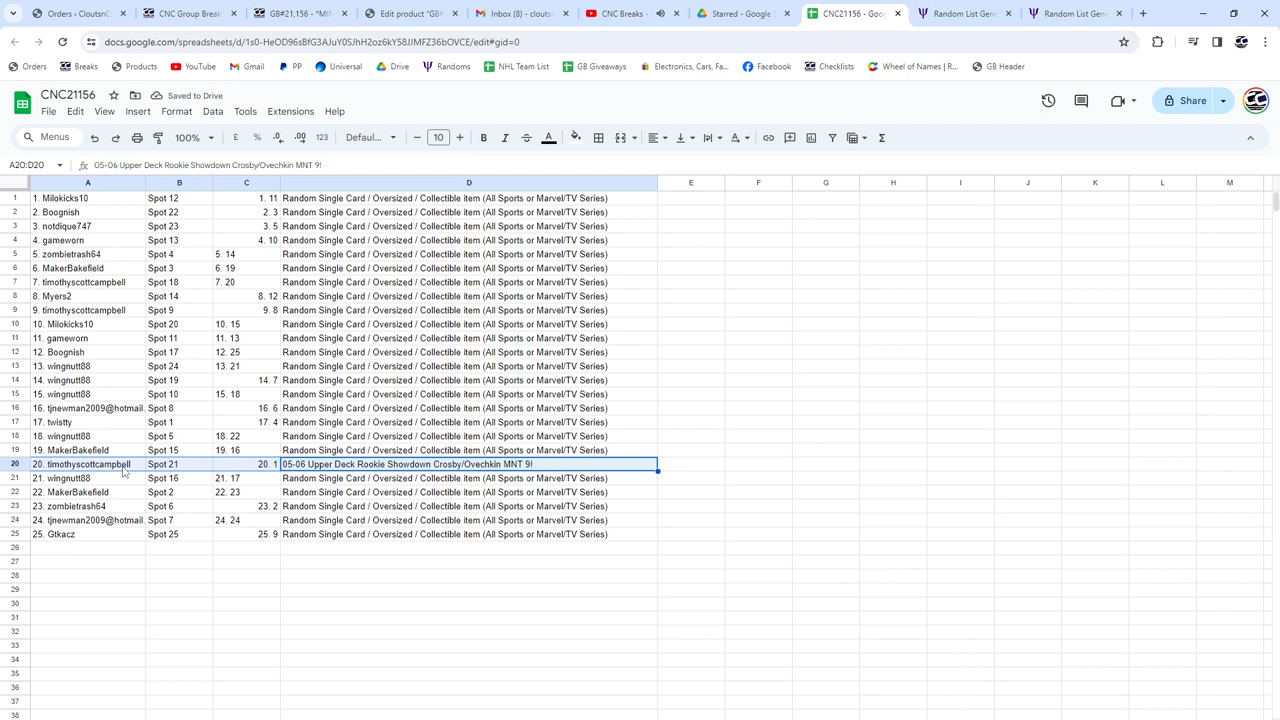 Orders ‹ CloutsnC
CNC Group Break
GB#21,156 - "MIN
Edit product "GB
Inbox (8) - clouts
CNC Breaks -
Starred - Google
CNC21156 - Goo
Random List Gene
Random List Gene
docs.google.com/spreadsheets/d/1s0-HeOD96sBfG3AJuY0SJhH2oz6kY58JJMFZ36bOVCE/edit#gid=0
Orders Breaks Products YouTube Gmail PP Universal Drive Randoms NHL Team List GB Giveaways Electronics, Cars, Fa... Facebook Checklists Wheel of Names | R... GB Header
CNC21156 Saved to Drive
File Edit View Insert Format Data Tools Extensions Help
Share
Menus 100% £ % .0 .00 123 Defaul... 10 B I A
A20:D20 05-06 Upper Deck Rookie Showdown Crosby/Ovechkin MNT 9!
A B C D E F G H I J K L M
1 1. Milokicks10 Spot 12 1. 11 Random Single Card / Oversized / Collectible item (All Sports or Marvel/TV Series)
2 2. Boognish Spot 22 2. 3 Random Single Card / Oversized / Collectible item (All Sports or Marvel/TV Series)
3 3. notdique747 Spot 23 3. 5 Random Single Card / Oversized / Collectible item (All Sports or Marvel/TV Series)
4 4. gameworn Spot 13 4. 10 Random Single Card / Oversized / Collectible item (All Sports or Marvel/TV Series)
5 5. zombietrash64 Spot 4 5. 14 Random Single Card / Oversized / Collectible item (All Sports or Marvel/TV Series)
6 6. MakerBakefield Spot 3 6. 19 Random Single Card / Oversized / Collectible item (All Sports or Marvel/TV Series)
7 7. timothyscottcampbell Spot 18 7. 20 Random Single Card / Oversized / Collectible item (All Sports or Marvel/TV Series)
8 8. Myers2 Spot 14 8. 12 Random Single Card / Oversized / Collectible item (All Sports or Marvel/TV Series)
9 9. timothyscottcampbell Spot 9 9. 8 Random Single Card / Oversized / Collectible item (All Sports or Marvel/TV Series)
10 10. Milokicks10 Spot 20 10. 15 Random Single Card / Oversized / Collectible item (All Sports or Marvel/TV Series)
11 11. gameworn Spot 11 11. 13 Random Single Card / Oversized / Collectible item (All Sports or Marvel/TV Series)
12 12. Boognish Spot 17 12. 25 Random Single Card / Oversized / Collectible item (All Sports or Marvel/TV Series)
13 13. wingnutt88 Spot 24 13. 21 Random Single Card / Oversized / Collectible item (All Sports or Marvel/TV Series)
14 14. wingnutt88 Spot 19 14. 7 Random Single Card / Oversized / Collectible item (All Sports or Marvel/TV Series)
15 15. wingnutt88 Spot 10 15. 18 Random Single Card / Oversized / Collectible item (All Sports or Marvel/TV Series)
16 16. tjnewman2009@hotmail. Spot 8 16. 6 Random Single Card / Oversized / Collectible item (All Sports or Marvel/TV Series)
17 17. twistty Spot 1 17. 4 Random Single Card / Oversized / Collectible item (All Sports or Marvel/TV Series)
18 18. wingnutt88 Spot 5 18. 22 Random Single Card / Oversized / Collectible item (All Sports or Marvel/TV Series)
19 19. MakerBakefield Spot 15 19. 16 Random Single Card / Oversized / Collectible item (All Sports or Marvel/TV Series)
20 20. timothyscottcampbell Spot 21 20. 1 05-06 Upper Deck Rookie Showdown Crosby/Ovechkin MNT 9!
21 21. wingnutt88 Spot 16 21. 17 Random Single Card / Oversized / Collectible item (All Sports or Marvel/TV Series)
22 22. MakerBakefield Spot 2 22. 23 Random Single Card / Oversized / Collectible item (All Sports or Marvel/TV Series)
23 23. zombietrash64 Spot 6 23. 2 Random Single Card / Oversized / Collectible item (All Sports or Marvel/TV Series)
24 24. tjnewman2009@hotmail. Spot 7 24. 24 Random Single Card / Oversized / Collectible item (All Sports or Marvel/TV Series)
25 25. Gtkacz Spot 25 25. 9 Random Single Card / Oversized / Collectible item (All Sports or Marvel/TV Series)
26
27
28
29
30
31
32
33
34
35
36
37
38